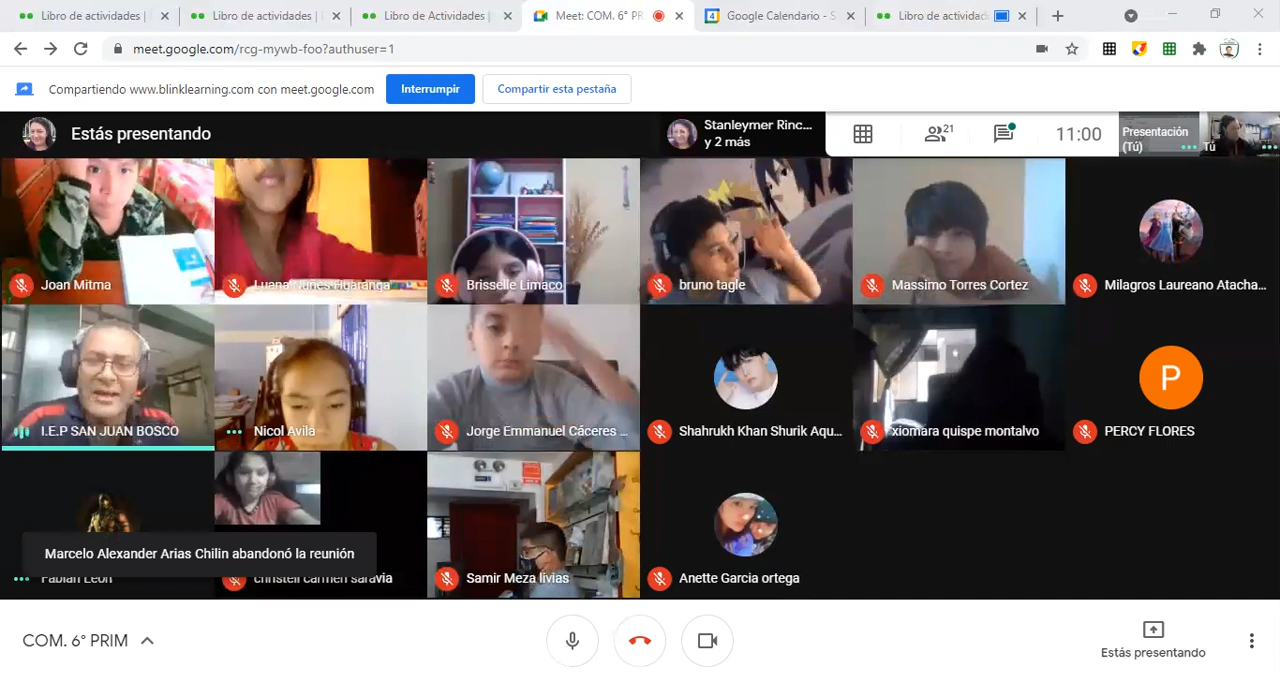 Libro de actividades |
Libro de actividades |
Libro de Actividades |
Meet: COM. 6° PR
Google Calendario - S
Libro de actividad
meet.google.com/rcg-mywb-foo?authuser=1
Compartiendo www.blinklearning.com con meet.google.com
Interrumpir
Compartir esta pestaña
Estás presentando
Stanleymer Rinc...
y 2 más
21
11:00
Presentación
(Tú)
Tú
Joan Mitma
Luana Nunes Huaranga
Brisselle Limaco
bruno tagle
Massimo Torres Cortez
Milagros Laureano Atacha...
I.E.P SAN JUAN BOSCO
Nicol Avila
Jorge Emmanuel Cáceres ...
Shahrukh Khan Shurik Aqu...
xiomara quispe montalvo
P
PERCY FLORES
Marcelo Alexander Arias Chilin abandonó la reunión
Fabian Leon
christell carmen saravia
Samir Meza livias
Anette Garcia ortega
COM. 6° PRIM
Estás presentando